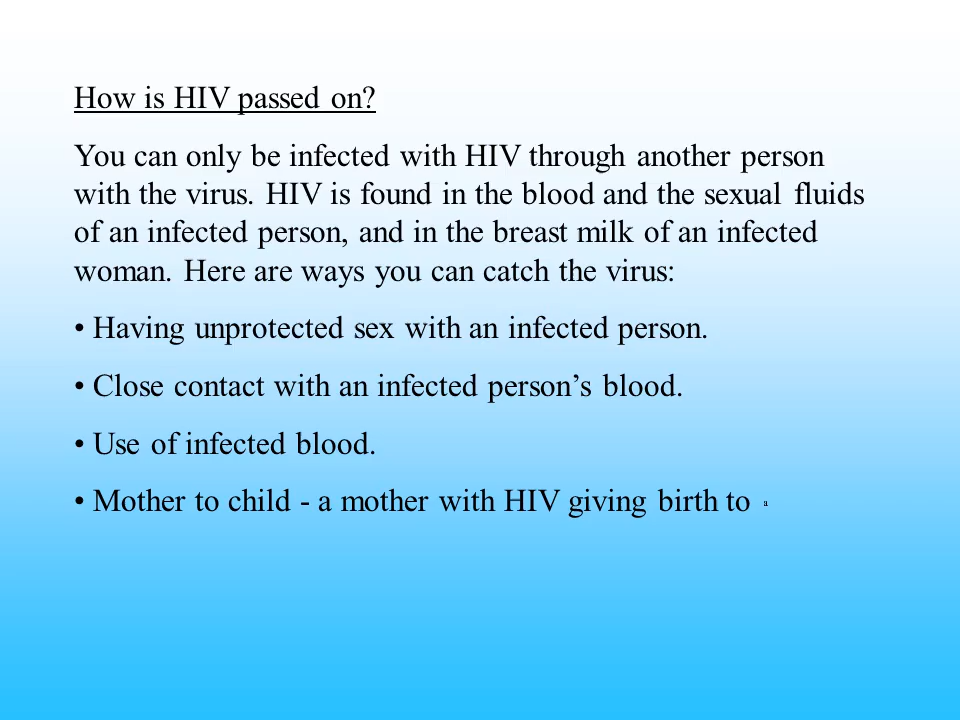 How is HIV passed on?
You can only be infected with HIV through another person
with the virus. HIV is found in the blood and the sexual fluids
of an infected person, and in the breast milk of an infected
woman. Here are ways you can catch the virus:
• Having unprotected sex with an infected person.
• Close contact with an infected person’s blood.
• Use of infected blood.
• Mother to child - a mother with HIV giving birth to